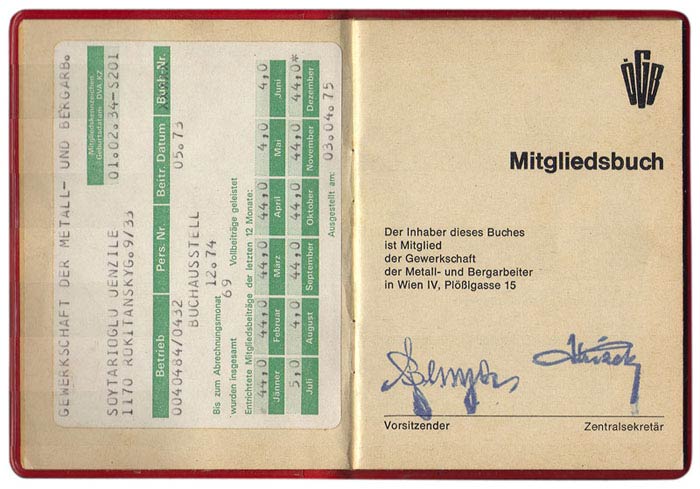 GEWERKSCHAFT DER METALL- UND BERGARB.
Mitgliedskennzeichen
Geburtsdatum DVA KZ
SOYTARIOGLU UENZILE 01.02.34-S201
1170 ROKITANSKYG.9/33
Betrieb Pers. Nr. Beitr. Datum Buch-Nr.
0040484/0432 05.73
BUCHAUSSTELL
Bis zum Abrechnungsmonat 12.74
wurden insgesamt 69 Vollbeiträge geleistet
Entrichtete Mitgliedsbeiträge der letzten 12 Monate:
44,0 44,0 44,0 44,0 4,0 4,0
Jänner Februar März April Mai Juni
5,0 4,0 44,0 44,0 44,0 44,0*
Juli August September Oktober November Dezember
Ausgestellt am: 03.04.75
ÖGB
Mitgliedsbuch
Der Inhaber dieses Buches
ist Mitglied
der Gewerkschaft
der Metall- und Bergarbeiter
in Wien IV, Plößlgasse 15
Vorsitzender Zentralsekretär